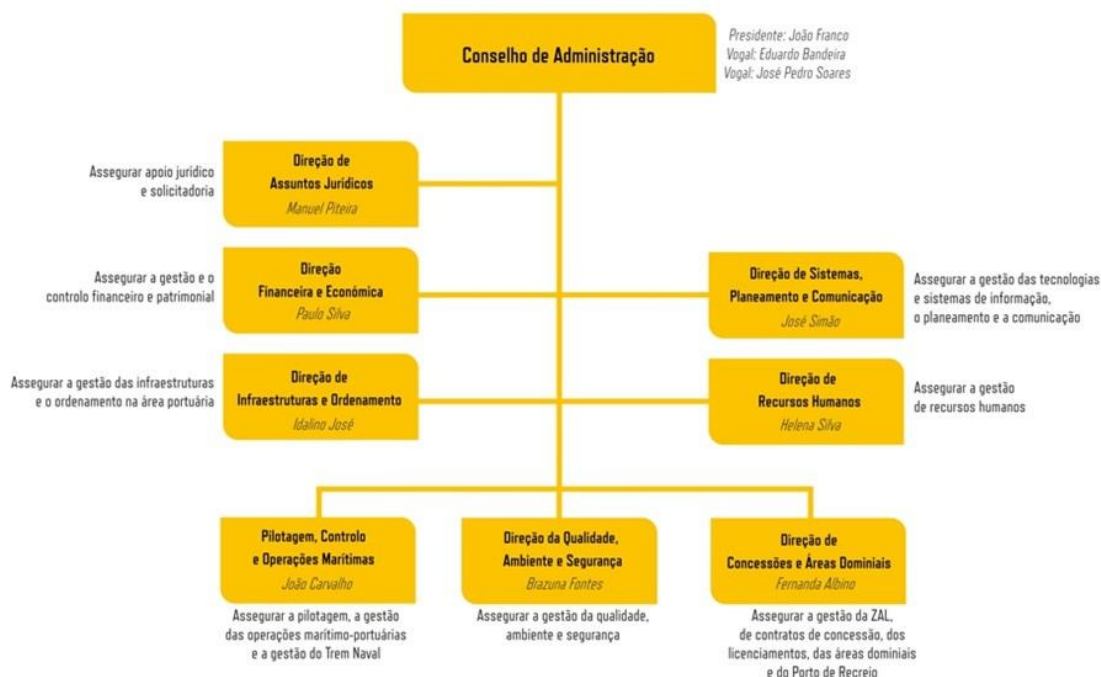 Conselho de Administração
Presidente: João Franco
Vogal: Eduardo Bandeira
Vogal: José Pedro Soares
Assegurar apoio jurídico
e solicitadoria
Direção de
Assuntos Jurídicos
Manuel Piteira
Assegurar a gestão e o
controlo financeiro e patrimonial
Direção
Financeira e Económica
Paulo Silva
Direção de Sistemas,
Planeamento e Comunicação
José Simão
Assegurar a gestão das tecnologias
e sistemas de informação,
o planeamento e a comunicação
Assegurar a gestão das infraestruturas
e o ordenamento na área portuária
Direção de
Infraestruturas e Ordenamento
Idalino José
Direção de
Recursos Humanos
Helena Silva
Assegurar a gestão
de recursos humanos
Pilotagem, Controlo
e Operações Marítimas
João Carvalho
Assegurar a pilotagem, a gestão
das operações marítimo-portuárias
e a gestão do Trem Naval
Direção da Qualidade,
Ambiente e Segurança
Brazuna Fontes
Assegurar a gestão da qualidade,
ambiente e segurança
Direção de
Concessões e Áreas Dominiais
Fernanda Albino
Assegurar a gestão da ZAL,
de contratos de concessão, dos
licenciamentos, das áreas dominiais
e do Porto de Recreio